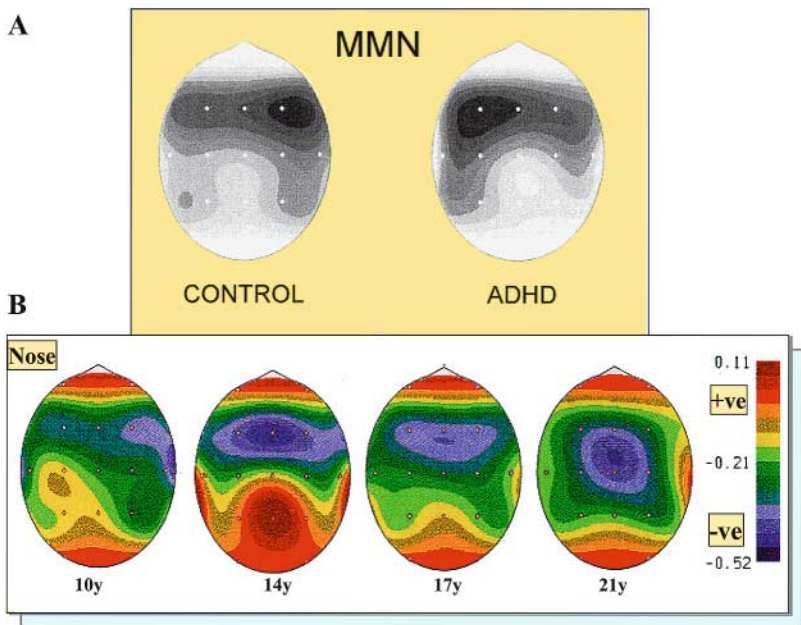 A
MMN
CONTROL ADHD
B
Nose
0.11
+ve
-0.21
-ve
-0.52
10y 14y 17y 21y